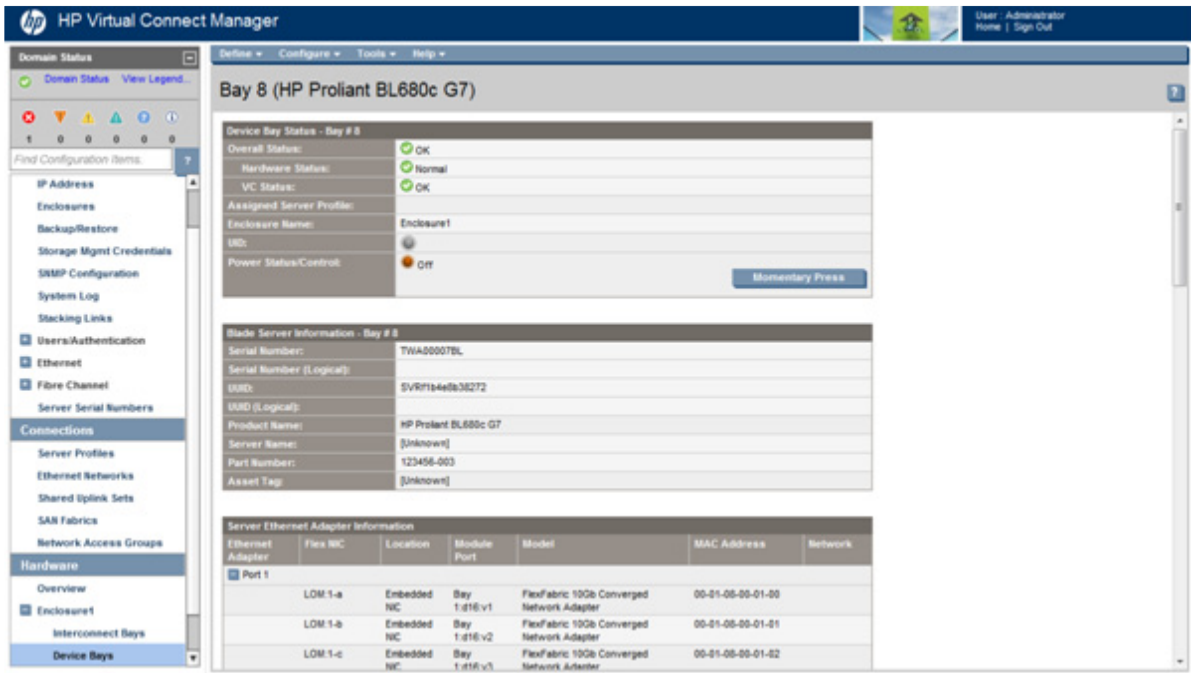 hp HP Virtual Connect Manager
User : Administrator
Home | Sign Out
Domain Status
Domain Status View Legend...
1 0 0 0 0 0
Find Configuration Items.
?
IP Address
Enclosures
Backup/Restore
Storage Mgmt Credentials
SNMP Configuration
System Log
Stacking Links
Users/Authentication
Ethernet
Fibre Channel
Server Serial Numbers
Connections
Server Profiles
Ethernet Networks
Shared Uplink Sets
SAN Fabrics
Network Access Groups
Hardware
Overview
Enclosure1
Interconnect Bays
Device Bays
Define Configure Tools Help
Bay 8 (HP Proliant BL680c G7)
?
Device Bay Status - Bay # 8
Overall Status: OK
Hardware Status: Normal
VC Status: OK
Assigned Server Profile:
Enclosure Name: Enclosure1
UID:
Power Status/Control: Off
Momentary Press
Blade Server Information - Bay # 8
Serial Number: TWA00007BL
Serial Number (Logical):
UUID: SVRf1b4e8b38272
UUID (Logical):
Product Name: HP Proliant BL680c G7
Server Name: [Unknown]
Part Number: 123456-003
Asset Tag: [Unknown]
Server Ethernet Adapter Information
Ethernet Adapter Flex NIC Location Module Port Model MAC Address Network
Port 1
LOM:1-a Embedded NIC Bay 1:d16:v1 FlexFabric 10Gb Converged Network Adapter 00-01-08-00-01-00
LOM:1-b Embedded NIC Bay 1:d16:v2 FlexFabric 10Gb Converged Network Adapter 00-01-08-00-01-01
LOM:1-c Embedded NIC Bay 1:d16:v3 FlexFabric 10Gb Converged Network Adapter 00-01-08-00-01-02